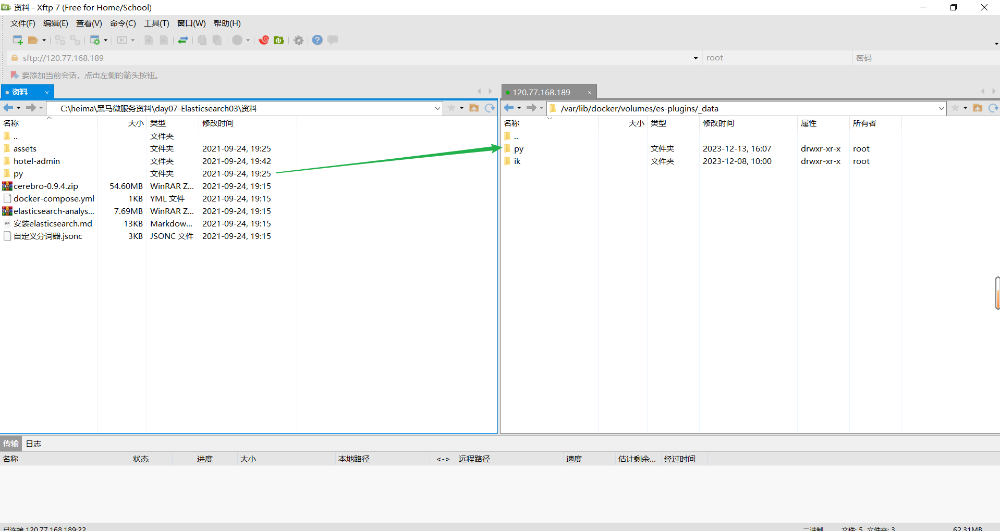 资料 - Xftp 7 (Free for Home/School)
文件(F) 编辑(E) 查看(V) 命令(C) 工具(T) 窗口(W) 帮助(H)
sftp://120.77.168.189 root 密码
要添加当前会话，点击左侧的箭头按钮。
资料 ×
C:\heima\黑马微服务资料\day07-Elasticsearch03\资料
名称 大小 类型 修改时间
.. 文件夹
assets 文件夹 2021-09-24, 19:25
hotel-admin 文件夹 2021-09-24, 19:42
py 文件夹 2021-09-24, 19:25
cerebro-0.9.4.zip 54.60MB WinRAR Z... 2021-09-24, 19:15
docker-compose.yml 1KB YML 文件 2021-09-24, 19:15
elasticsearch-analys... 7.69MB WinRAR Z... 2021-09-24, 19:15
安装elasticsearch.md 13KB Markdow... 2021-09-24, 19:15
自定义分词器.jsonc 3KB JSONC 文件 2021-09-24, 19:15
120.77.168.189 ×
/var/lib/docker/volumes/es-plugins/_data
名称 大小 类型 修改时间 属性 所有者
..
py 文件夹 2023-12-13, 16:07 drwxr-xr-x root
ik 文件夹 2023-12-08, 10:00 drwxr-xr-x root
传输 日志
名称 状态 进度 大小 本地路径 <-> 远程路径 速度 估计剩余... 经过时间
已连接 120.77.168.189:22 二进制 文件: 5, 文件夹: 3 62.31MB